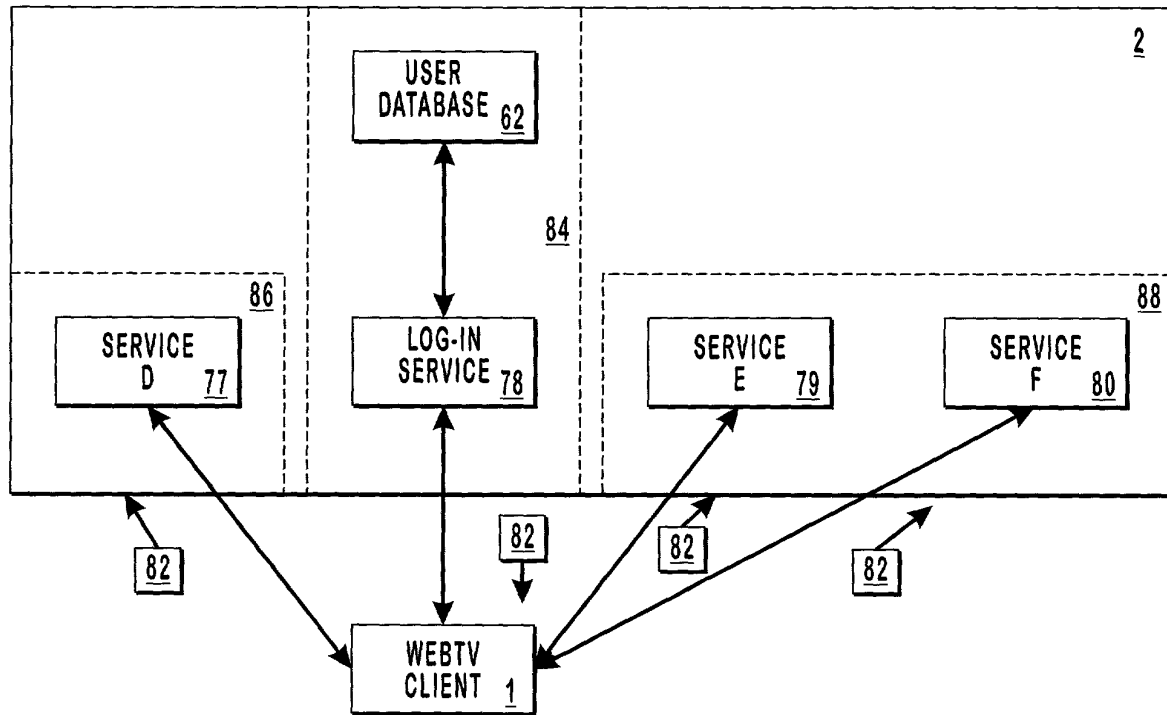 2
USER
DATABASE 62
84
86
88
SERVICE
D 77
LOG-IN
SERVICE 78
SERVICE
E 79
SERVICE
F 80
82
82
82
82
WEBTV
CLIENT 1